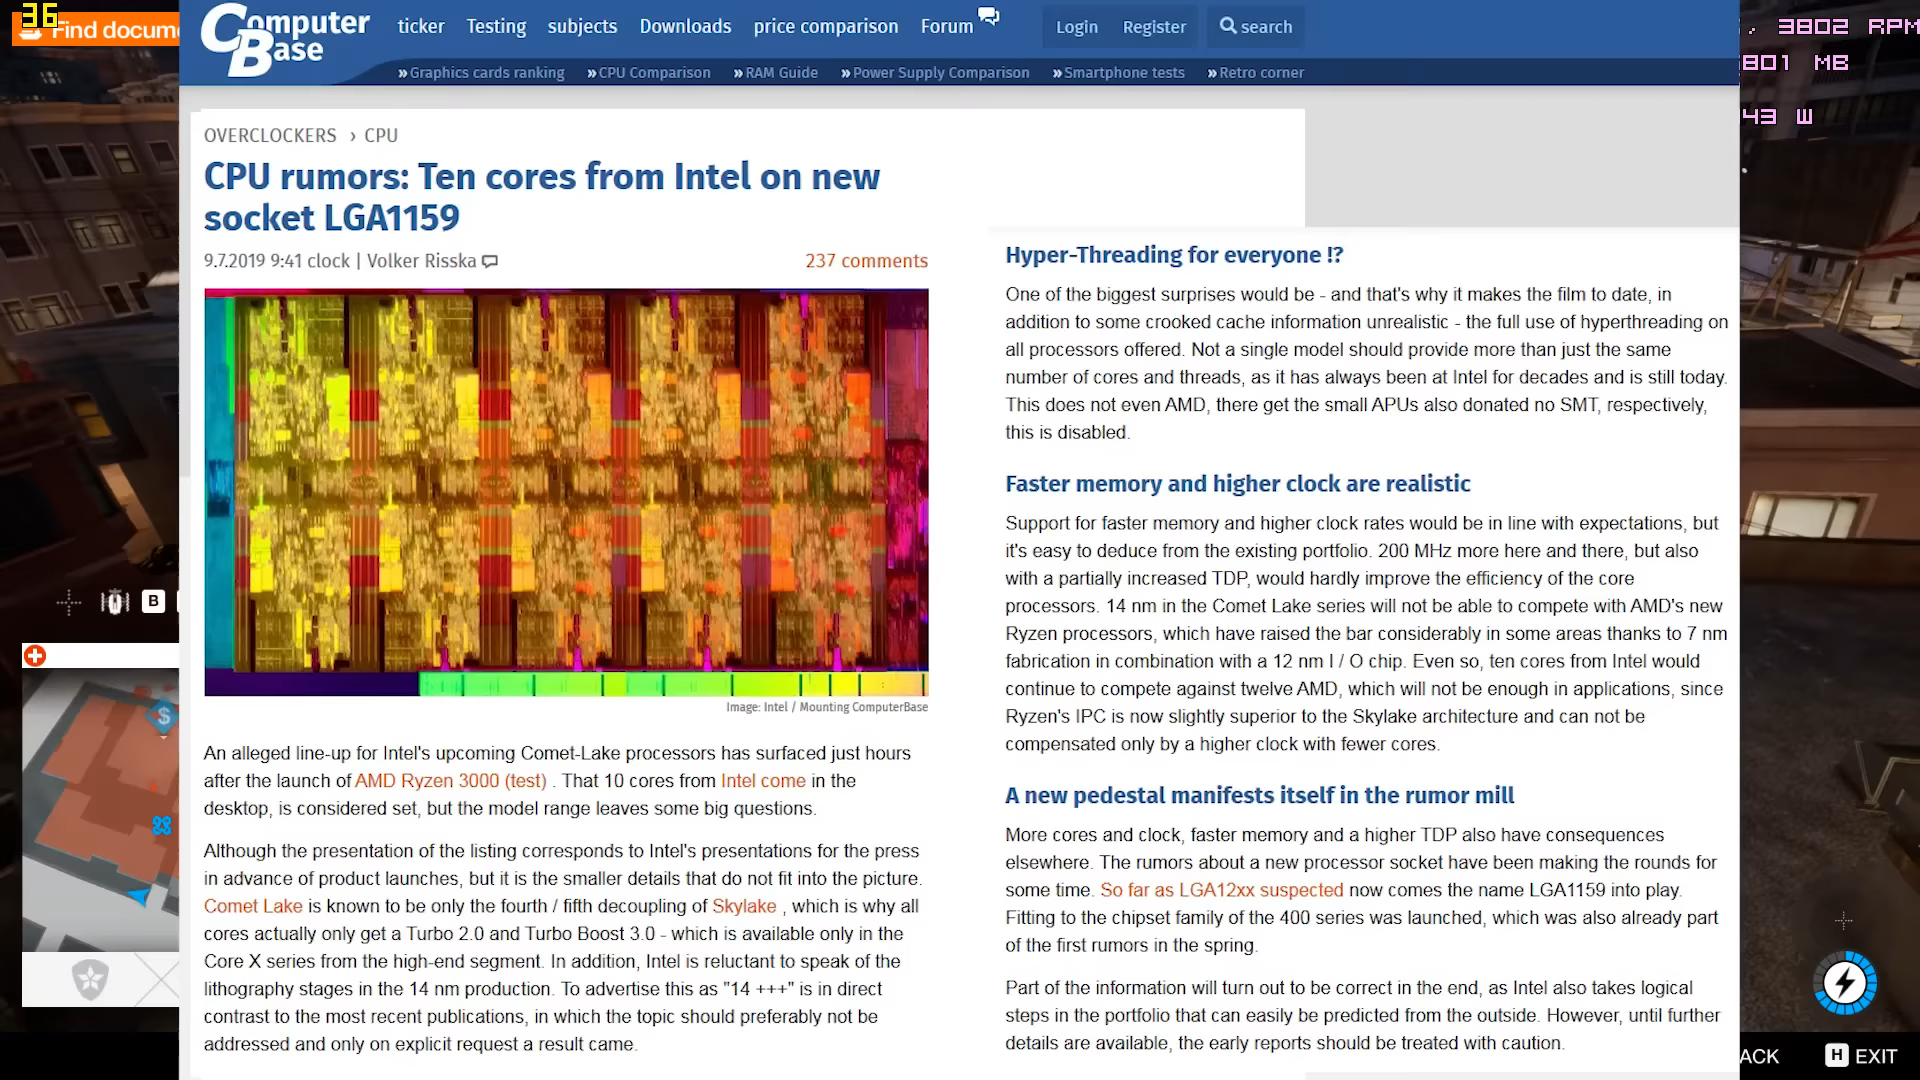 36
Find docum
Computer
Base
ticker
Testing
subjects
Downloads
price comparison
Forum
Login
Register
search
, 3802 RPM
801 MB
43 W
»Graphics cards ranking
»CPU Comparison
»RAM Guide
»Power Supply Comparison
»Smartphone tests
»Retro corner
OVERCLOCKERS › CPU
CPU rumors: Ten cores from Intel on new
socket LGA1159
9.7.2019 9:41 clock | Volker Risska
237 comments
Image: Intel / Mounting ComputerBase
An alleged line-up for Intel's upcoming Comet-Lake processors has surfaced just hours
after the launch of AMD Ryzen 3000 (test) . That 10 cores from Intel come in the
desktop, is considered set, but the model range leaves some big questions.
Although the presentation of the listing corresponds to Intel's presentations for the press
in advance of product launches, but it is the smaller details that do not fit into the picture.
Comet Lake is known to be only the fourth / fifth decoupling of Skylake , which is why all
cores actually only get a Turbo 2.0 and Turbo Boost 3.0 - which is available only in the
Core X series from the high-end segment. In addition, Intel is reluctant to speak of the
lithography stages in the 14 nm production. To advertise this as "14 +++" is in direct
contrast to the most recent publications, in which the topic should preferably not be
addressed and only on explicit request a result came.
Hyper-Threading for everyone !?
One of the biggest surprises would be - and that's why it makes the film to date, in
addition to some crooked cache information unrealistic - the full use of hyperthreading on
all processors offered. Not a single model should provide more than just the same
number of cores and threads, as it has always been at Intel for decades and is still today.
This does not even AMD, there get the small APUs also donated no SMT, respectively,
this is disabled.
Faster memory and higher clock are realistic
Support for faster memory and higher clock rates would be in line with expectations, but
it's easy to deduce from the existing portfolio. 200 MHz more here and there, but also
with a partially increased TDP, would hardly improve the efficiency of the core
processors. 14 nm in the Comet Lake series will not be able to compete with AMD's new
Ryzen processors, which have raised the bar considerably in some areas thanks to 7 nm
fabrication in combination with a 12 nm I / O chip. Even so, ten cores from Intel would
continue to compete against twelve AMD, which will not be enough in applications, since
Ryzen's IPC is now slightly superior to the Skylake architecture and can not be
compensated only by a higher clock with fewer cores.
A new pedestal manifests itself in the rumor mill
More cores and clock, faster memory and a higher TDP also have consequences
elsewhere. The rumors about a new processor socket have been making the rounds for
some time. So far as LGA12xx suspected now comes the name LGA1159 into play.
Fitting to the chipset family of the 400 series was launched, which was also already part
of the first rumors in the spring.
Part of the information will turn out to be correct in the end, as Intel also takes logical
steps in the portfolio that can easily be predicted from the outside. However, until further
details are available, the early reports should be treated with caution.
B
$
ACK
H EXIT